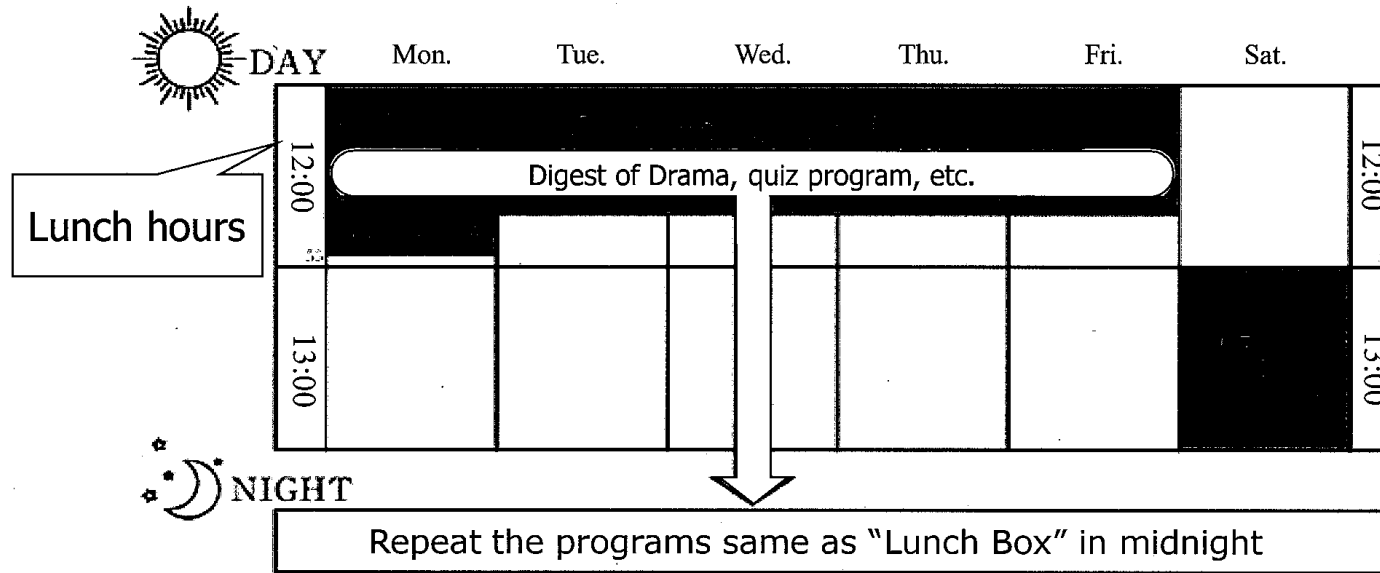 DAY
Mon. Tue. Wed. Thu. Fri. Sat.
12:00
12:00
Digest of Drama, quiz program, etc.
Lunch hours
13:00
13:00
NIGHT
Repeat the programs same as “Lunch Box” in midnight